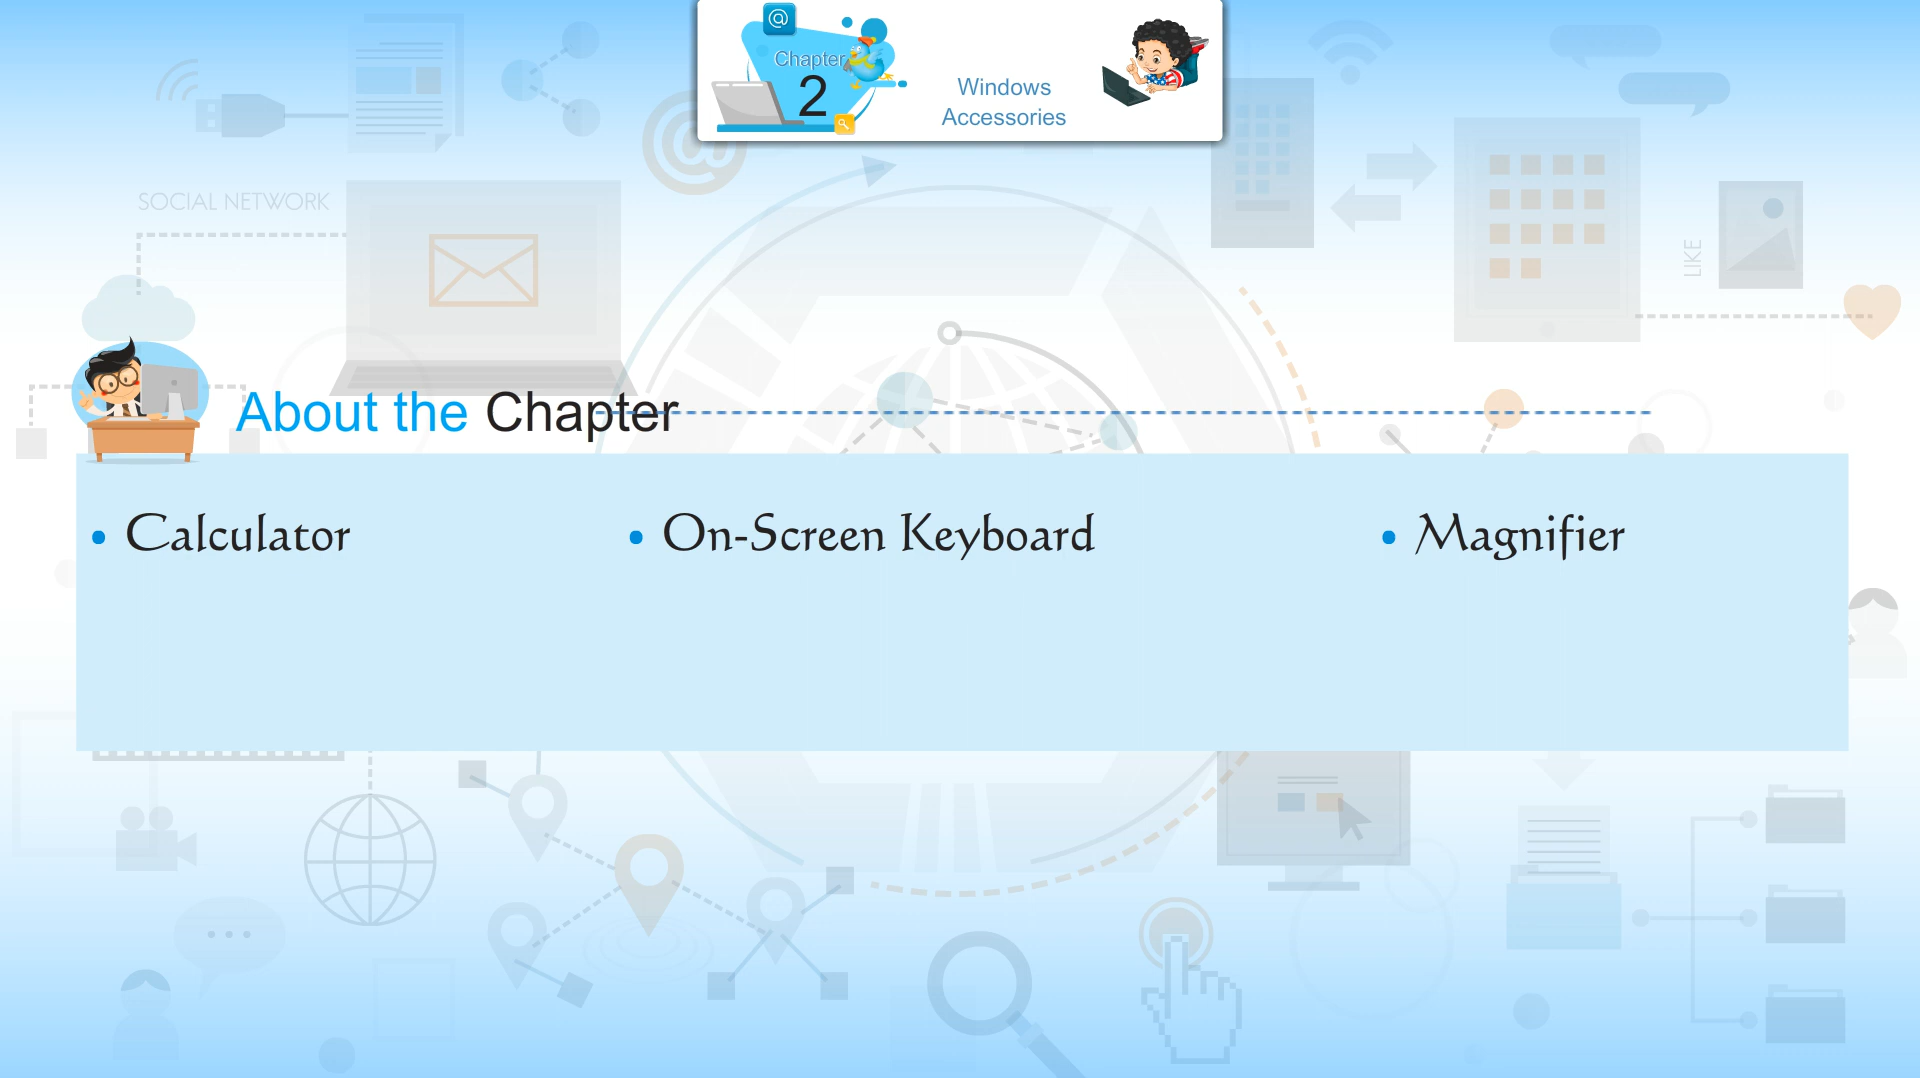 Chapter
2
Windows
Accessories
SOCIAL NETWORK
LIKE
About the Chapter
• Calculator
• On-Screen Keyboard
• Magnifier